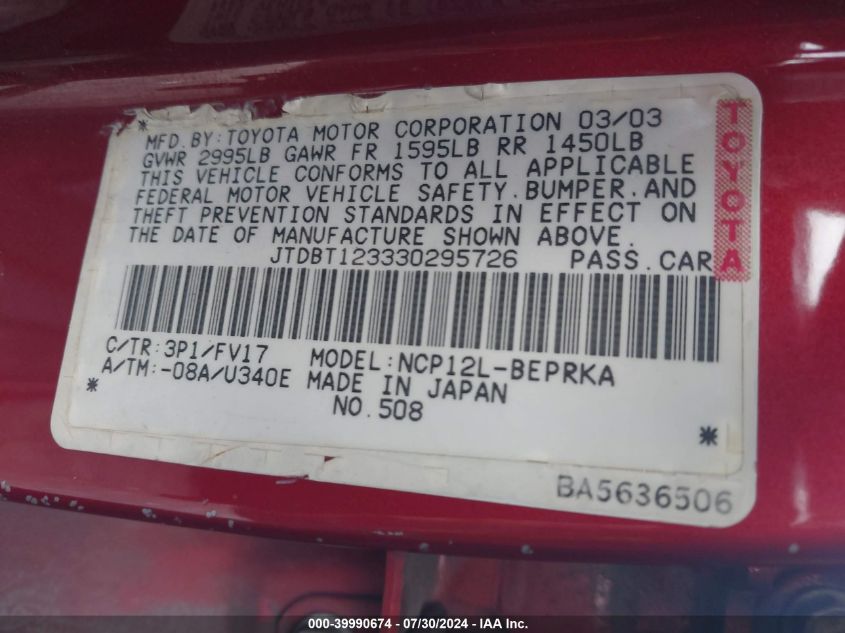 MFD.BY:TOYOTA MOTOR CORPORATION 03/03
GVWR 2995LB GAWR FR 1595LB RR 1450LB
THIS VEHICLE CONFORMS TO ALL APPLICABLE
FEDERAL MOTOR VEHICLE SAFETY.BUMPER.AND
THEFT PREVENTION STANDARDS IN EFFECT ON
THE DATE OF MANUFACTURE SHOWN ABOVE.
JTDBT123330295726 PASS.CAR
TOYOTA
C/TR:3P1/FV17 MODEL:NCP12L-BEPRKA
A/TM:-08A/U340E MADE IN JAPAN
NO.508
BA5636506
000-39990674 / 07/30/2024 - IAA Inc.